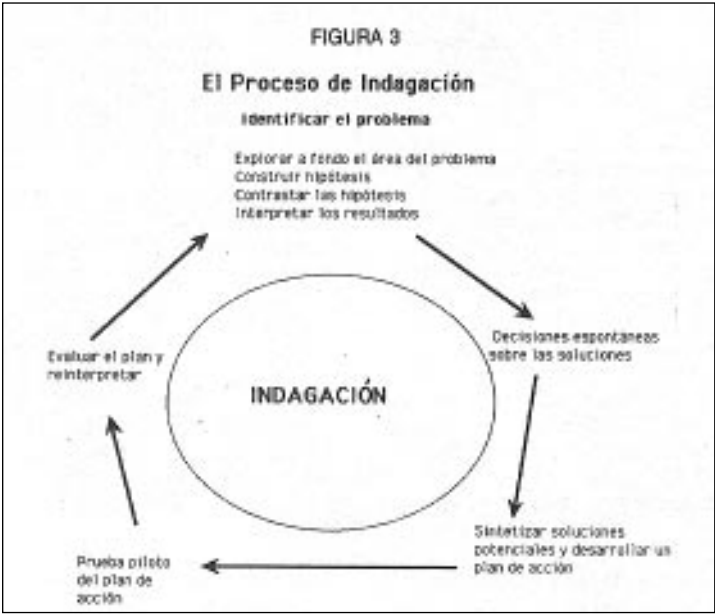 FIGURA 3
El Proceso de Indagación
Identificar el problema
Explorar a fondo el área del problema
Construir hipótesis
Contrastar las hipótesis
Interpretar los resultados
Decisiones espontáneas
sobre las soluciones
Evaluar el plan y
reinterpretar
INDAGACIÓN
Sintetizar soluciones
potenciales y desarrollar un
plan de acción
Prueba piloto
del plan de
acción